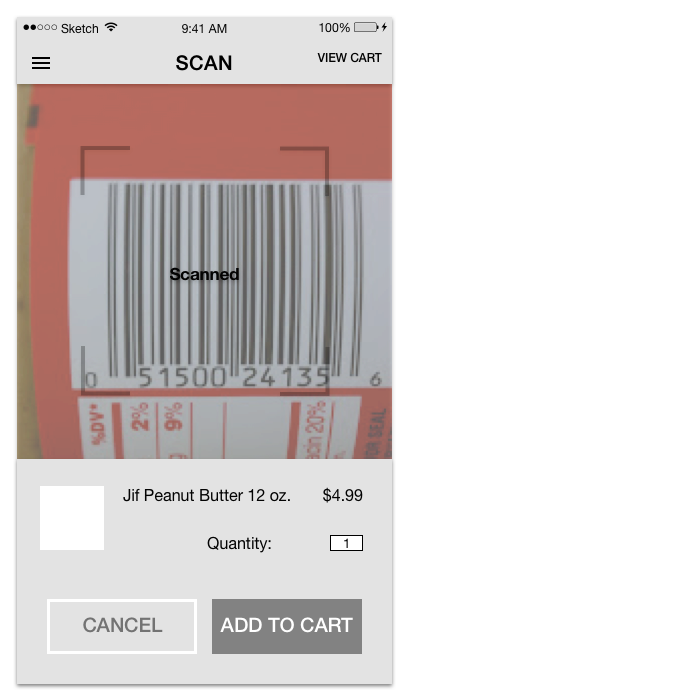 Sketch 9:41 AM 100%
SCAN
VIEW CART
Scanned
0 51500 24135 6
%DV*
2%
9%
20%
SEAL
Jif Peanut Butter 12 oz. $4.99
Quantity: 1
CANCEL ADD TO CART